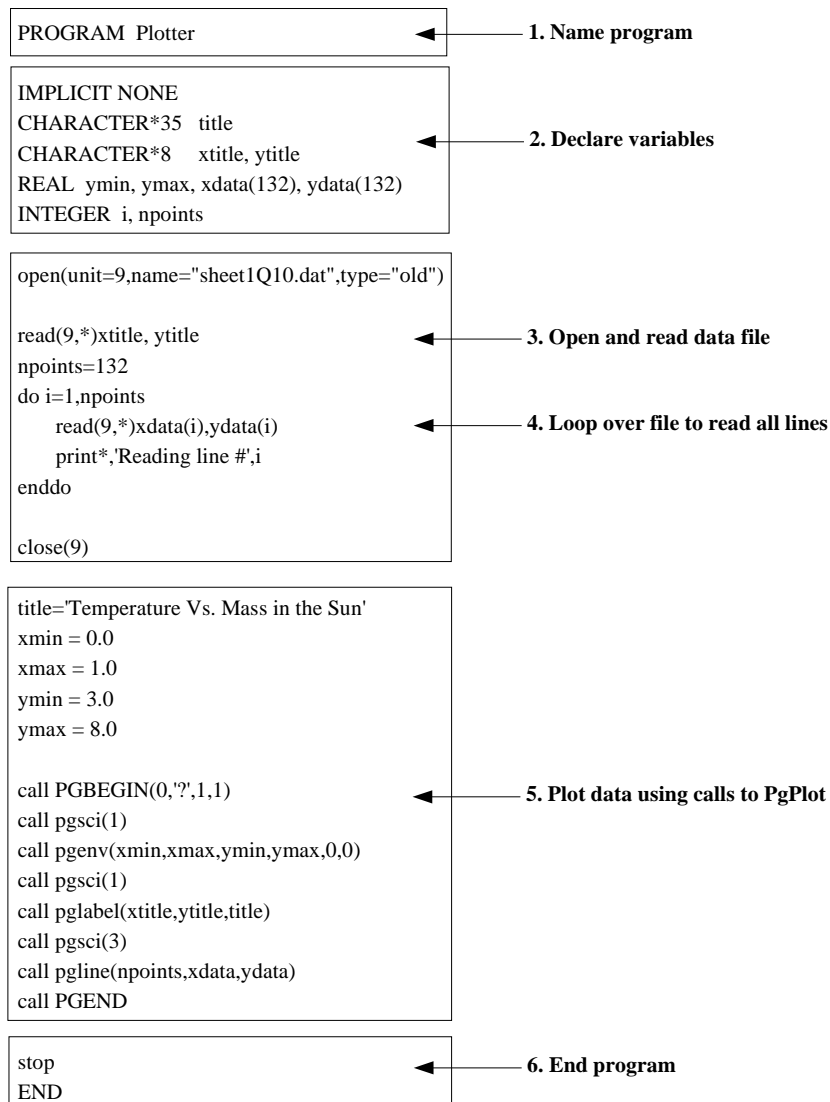 PROGRAM  Plotter
1. Name program
IMPLICIT NONE
CHARACTER*35   title
CHARACTER*8     xtitle, ytitle
2. Declare variables
REAL  ymin, ymax, xdata(132), ydata(132)
INTEGER  i, npoints
open(unit=9,name="sheet1Q10.dat",type="old")
read(9,*)xtitle, ytitle
3. Open and read data file
npoints=132
do i=1,npoints
read(9,*)xdata(i),ydata(i)
4. Loop over file to read all lines
print*,'Reading line #',i
enddo
close(9)
title='Temperature Vs. Mass in the Sun'
xmin = 0.0
xmax = 1.0
ymin = 3.0
ymax = 8.0
call PGBEGIN(0,'?',1,1)
5. Plot data using calls to PgPlot
call pgsci(1)
call pgenv(xmin,xmax,ymin,ymax,0,0)
call pgsci(1)
call pglabel(xtitle,ytitle,title)
call pgsci(3)
call pgline(npoints,xdata,ydata)
call PGEND
stop
6. End program
END